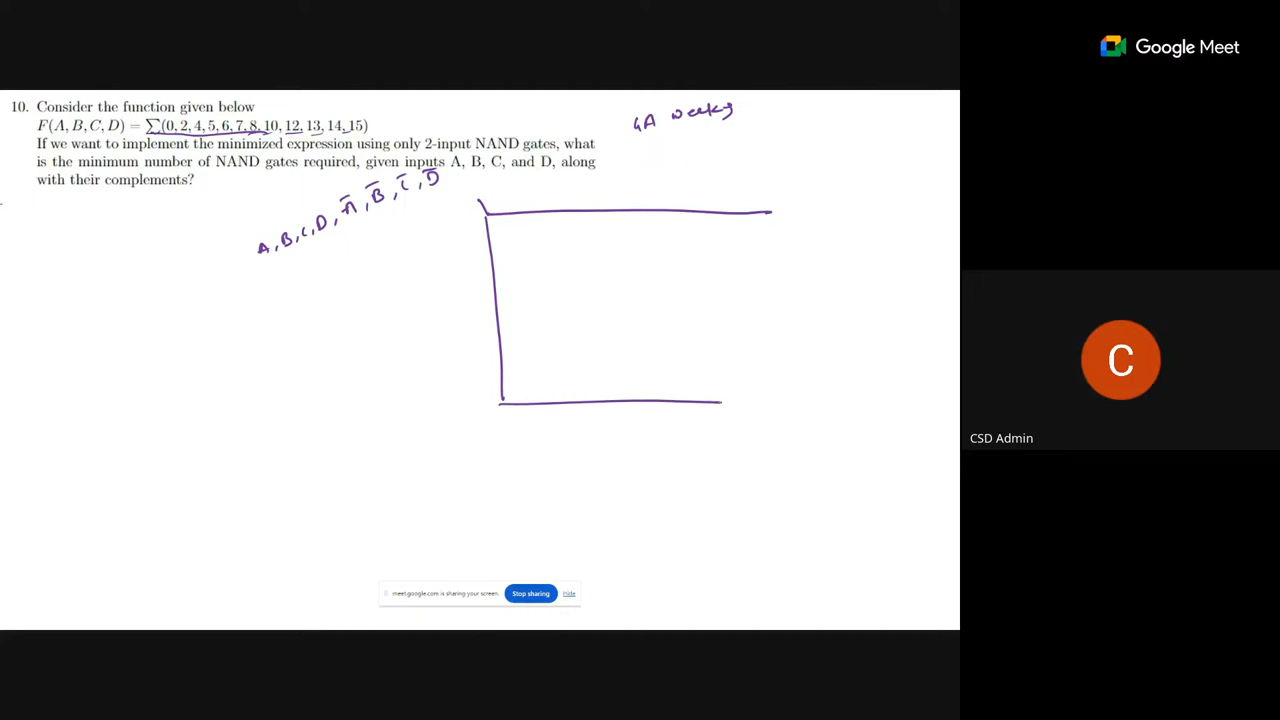 Google Meet
10. Consider the function given below
F(A, B, C, D) = ∑(0, 2, 4, 5, 6, 7, 8, 10, 12, 13, 14, 15)
If we want to implement the minimized expression using only 2-input NAND gates, what
is the minimum number of NAND gates required, given inputs A, B, C, and D, along
with their complements?
A, B, C, D, A̅, B̅, C̅, D̅
C
CSD Admin
meet.google.com is sharing your screen. Stop sharing Hide